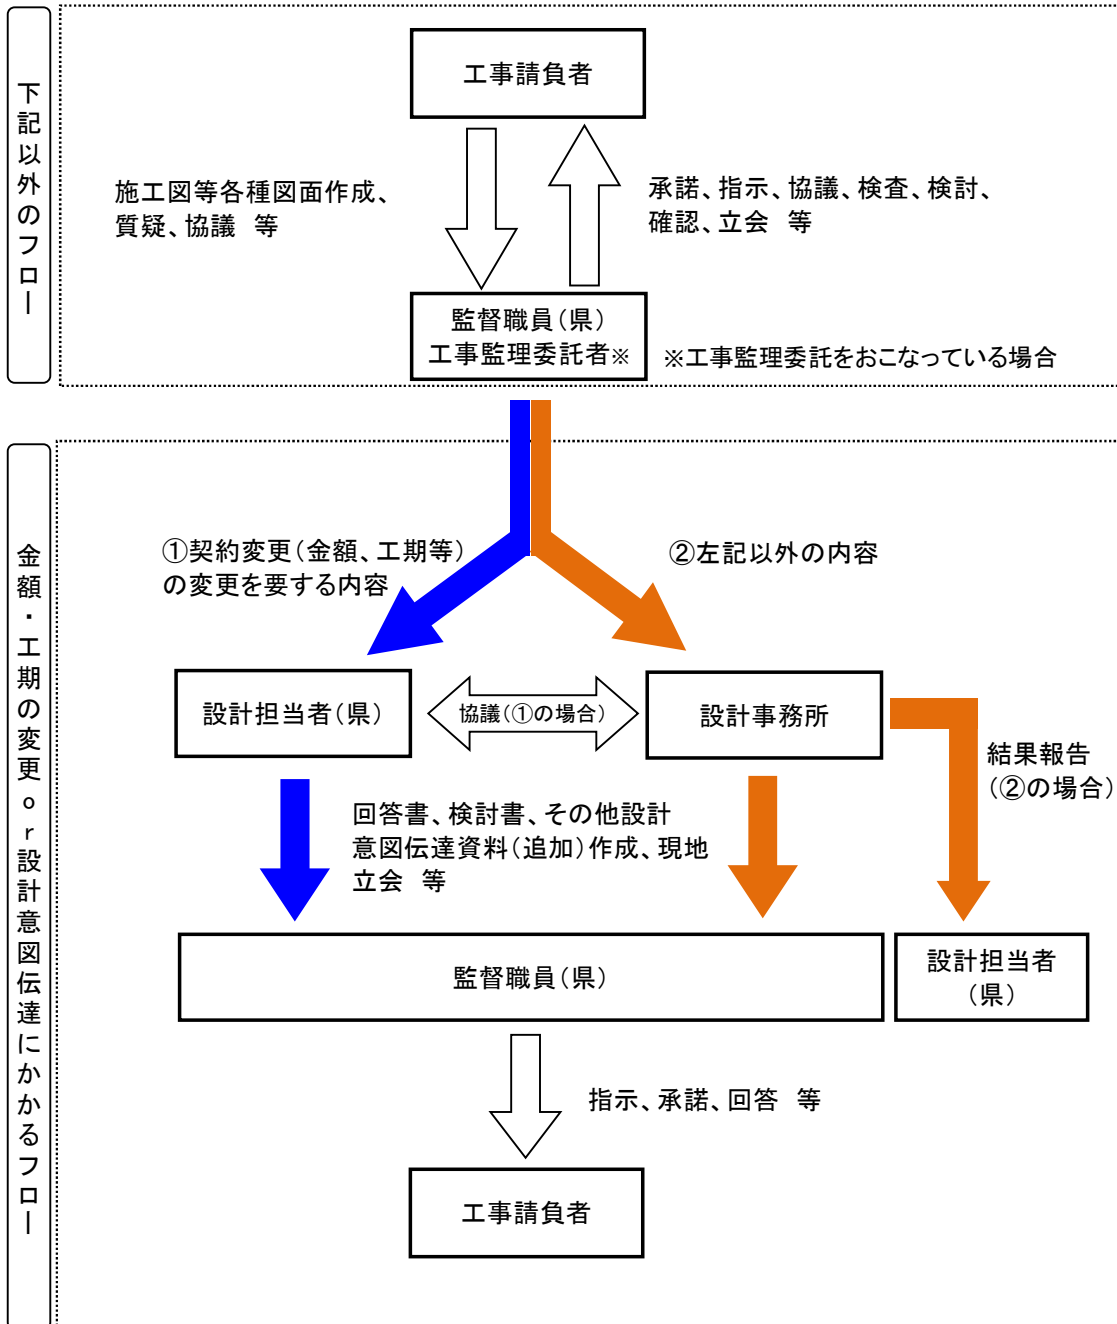 下記以外のフロー
工事請負者
施工図等各種図面作成、
質疑、協議　等
承諾、指示、協議、検査、検討、
確認、立会　等
監督職員（県）
工事監理委託者※
※工事監理委託をおこなっている場合
金額・工期の変更or設計意図伝達にかかるフロー
①契約変更（金額、工期等）
の変更を要する内容
②左記以外の内容
設計担当者（県）
協議（①の場合）
設計事務所
結果報告
（②の場合）
回答書、検討書、その他設計
意図伝達資料（追加）作成、現地
立会　等
監督職員（県）
設計担当者
（県）
指示、承諾、回答　等
工事請負者